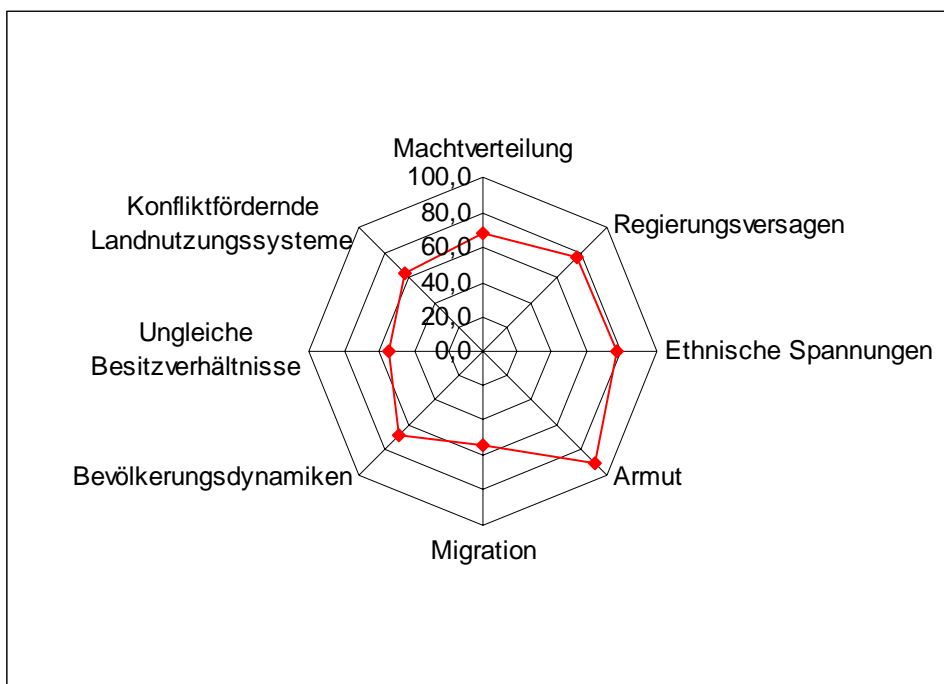 Machtverteilung
100,0
80,0
60,0
40,0
20,0
0,0
Regierungsversagen
Ethnische Spannungen
Armut
Migration
Bevölkerungsdynamiken
Ungleiche
Besitzverhältnisse
Konfliktfördernde
Landnutzungssysteme